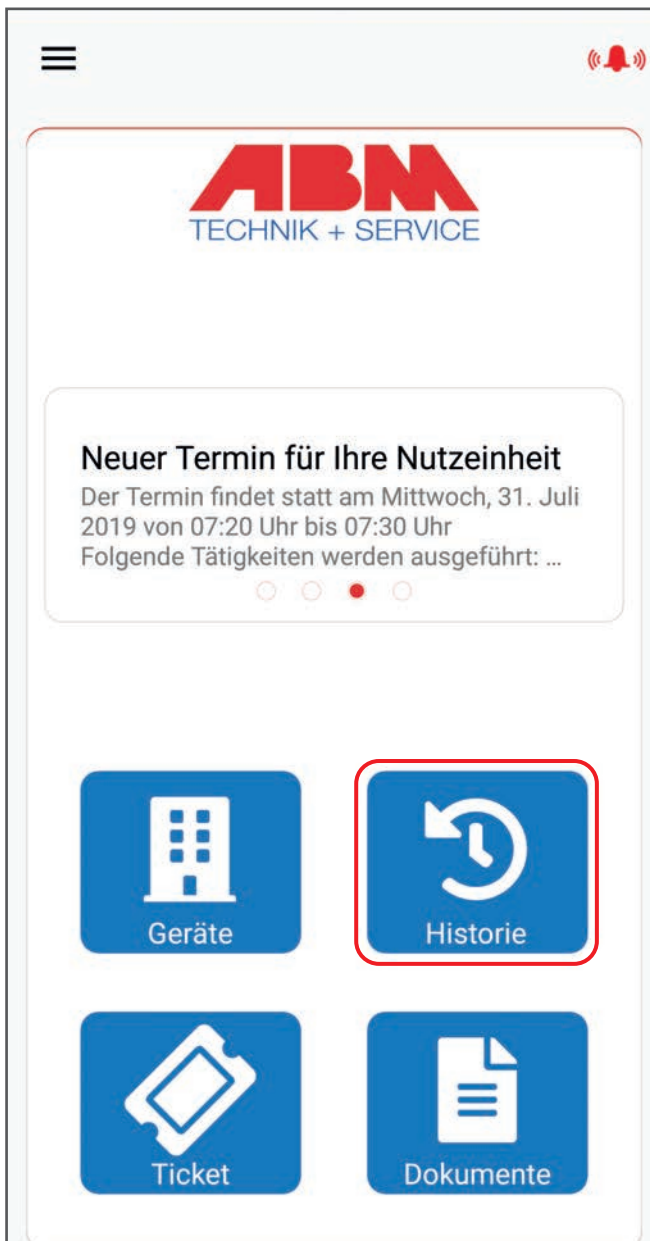 ABM
TECHNIK + SERVICE
Neuer Termin für Ihre Nutzeinheit
Der Termin findet statt am Mittwoch, 31. Juli
2019 von 07:20 Uhr bis 07:30 Uhr
Folgende Tätigkeiten werden ausgeführt: ...
Geräte
Historie
Ticket
Dokumente